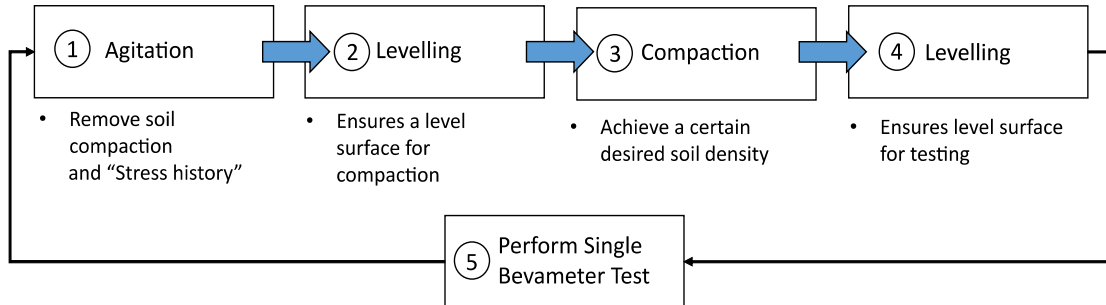 1 Agitation
2 Levelling
3 Compaction
4 Levelling
• Remove soil
compaction
and “Stress history”
• Ensures a level
surface for
compaction
• Achieve a certain
desired soil density
• Ensures level surface
for testing
5 Perform Single
Bevameter Test